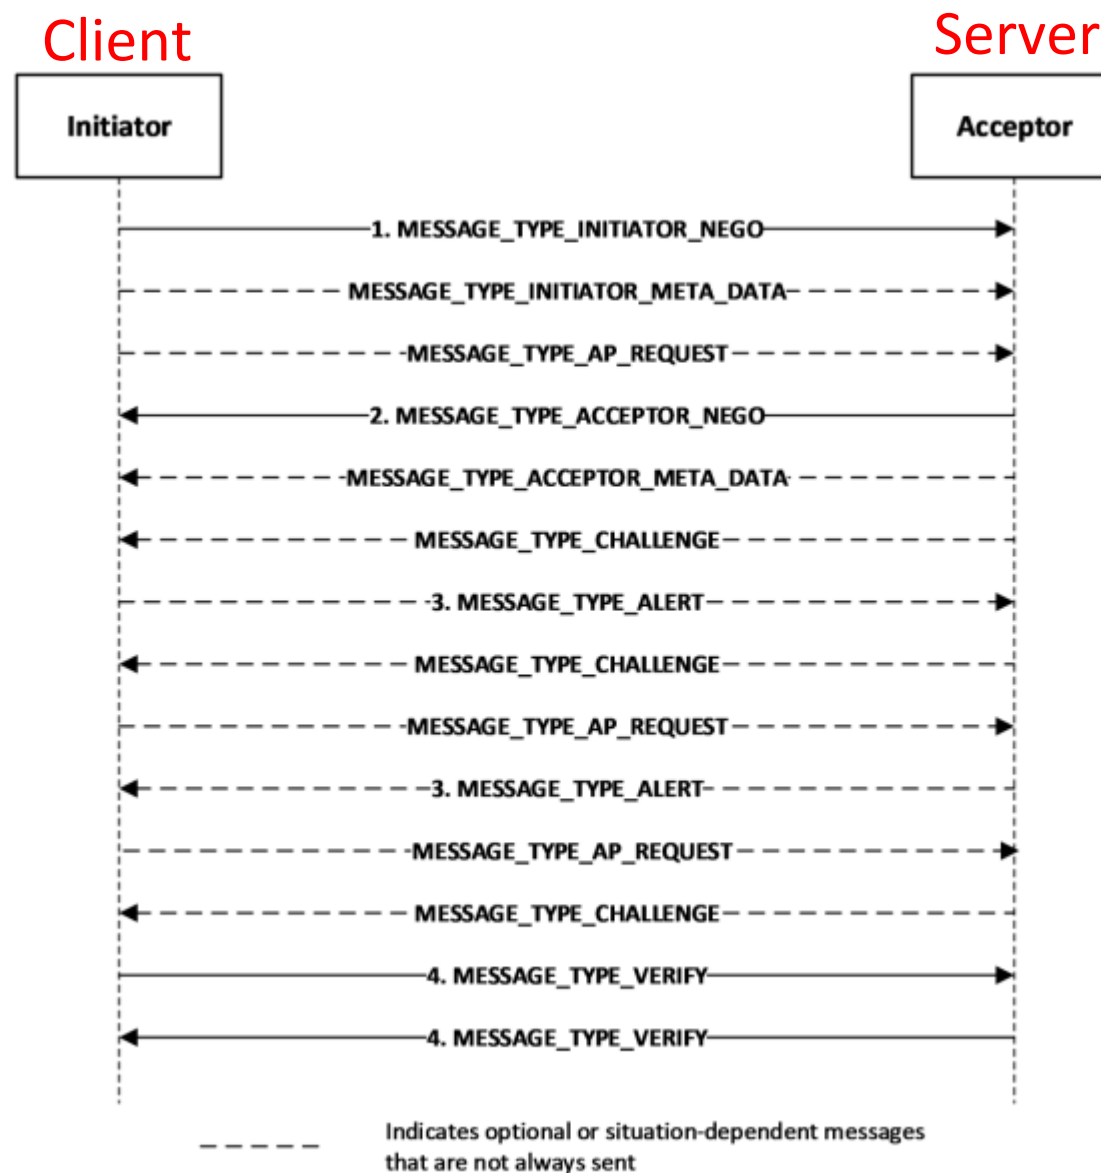 Client
Server
Initiator
Acceptor
1. MESSAGE_TYPE_INITIATOR_NEGO
MESSAGE_TYPE_INITIATOR_META_DATA
MESSAGE_TYPE_AP_REQUEST
2. MESSAGE_TYPE_ACCEPTOR_NEGO
MESSAGE_TYPE_ACCEPTOR_META_DATA
MESSAGE_TYPE_CHALLENGE
3. MESSAGE_TYPE_ALERT
MESSAGE_TYPE_CHALLENGE
MESSAGE_TYPE_AP_REQUEST
3. MESSAGE_TYPE_ALERT
MESSAGE_TYPE_AP_REQUEST
MESSAGE_TYPE_CHALLENGE
4. MESSAGE_TYPE_VERIFY
4. MESSAGE_TYPE_VERIFY
Indicates optional or situation-dependent messages
that are not always sent